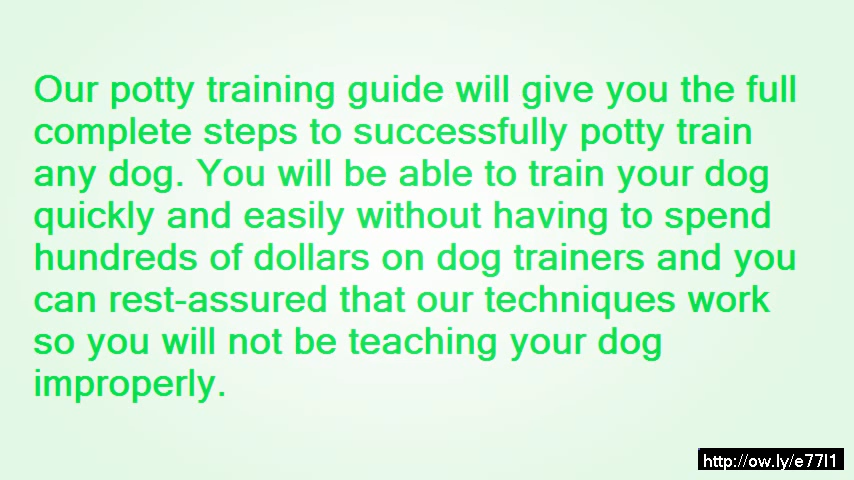 Our potty training guide will give you the full
complete steps to successfully potty train
any dog. You will be able to train your dog
quickly and easily without having to spend
hundreds of dollars on dog trainers and you
can rest-assured that our techniques work
so you will not be teaching your dog
improperly.
http://ow.ly/e77l1